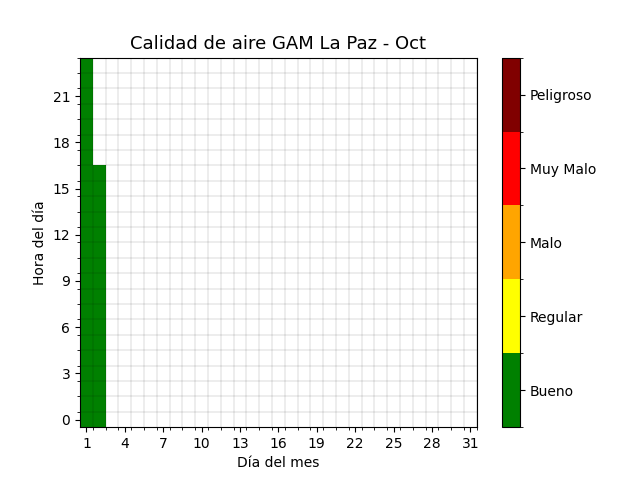 Calidad de aire GAM La Paz - Oct
Hora del día
21
18
15
12
9
6
3
0
1 4 7 10 13 16 19 22 25 28 31
Día del mes
Peligroso
Muy Malo
Malo
Regular
Bueno